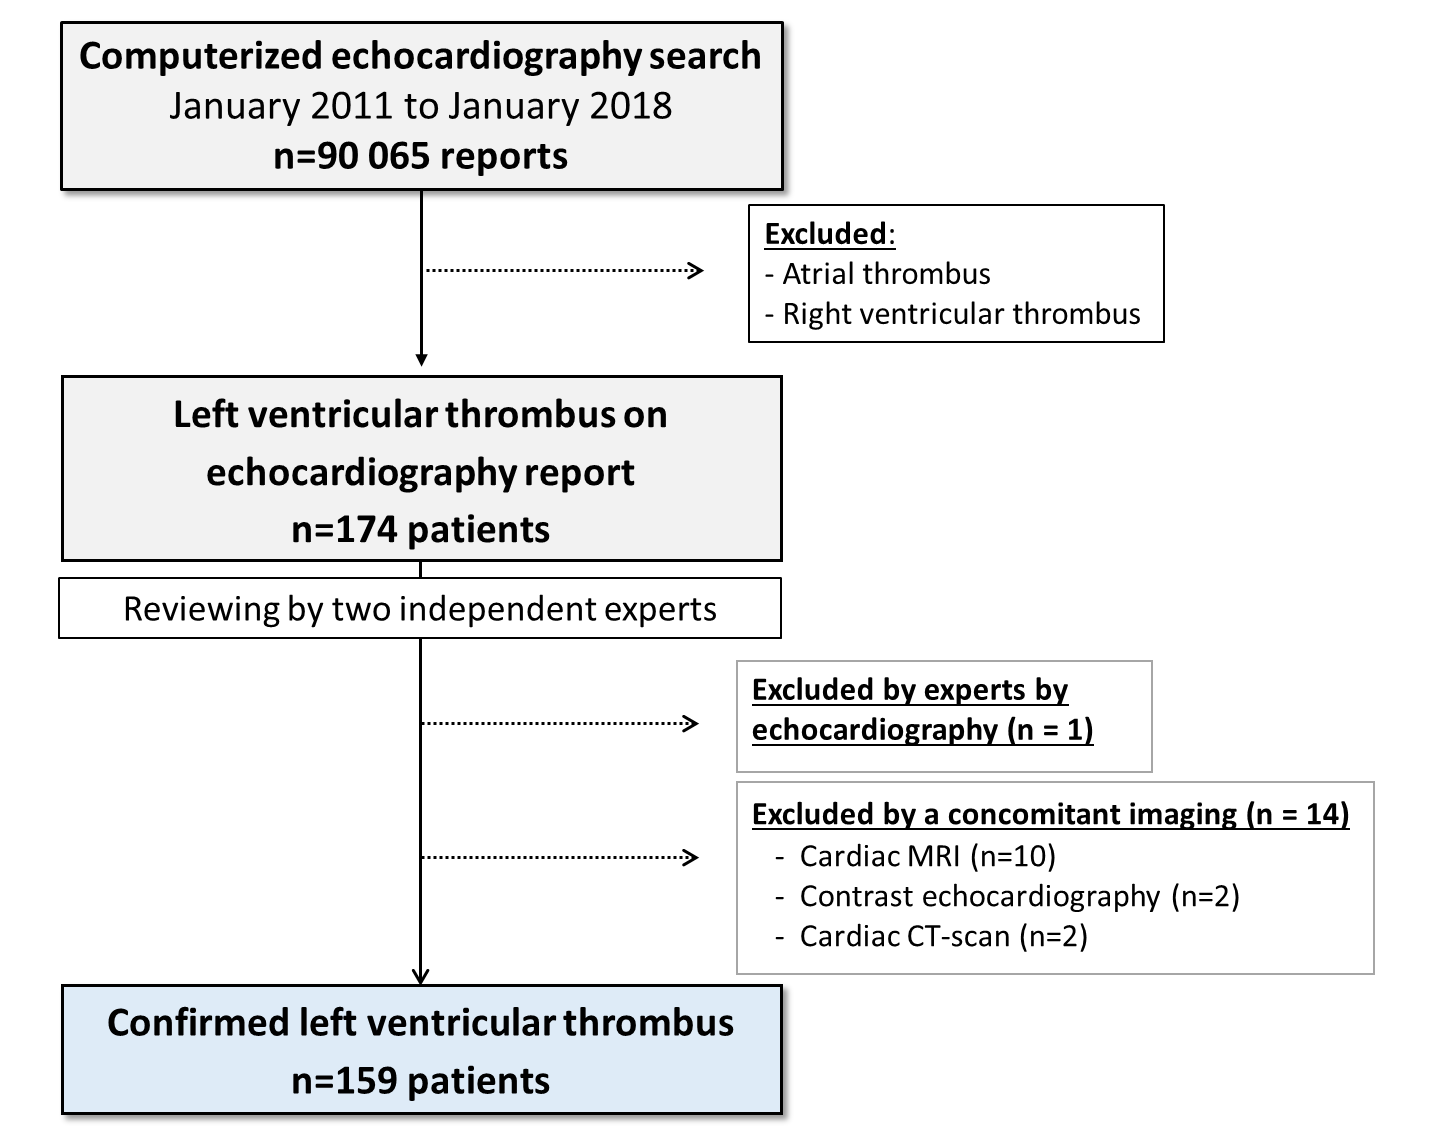 Computerized echocardiography search
January 2011 to January 2018
n=90 065 reports
Excluded:
- Atrial thrombus
- Right ventricular thrombus
Left ventricular thrombus on
echocardiography report
n=174 patients
Reviewing by two independent experts
Excluded by experts by
echocardiography (n = 1)
Excluded by a concomitant imaging (n = 14)
- Cardiac MRI (n=10)
- Contrast echocardiography (n=2)
- Cardiac CT-scan (n=2)
Confirmed left ventricular thrombus
n=159 patients